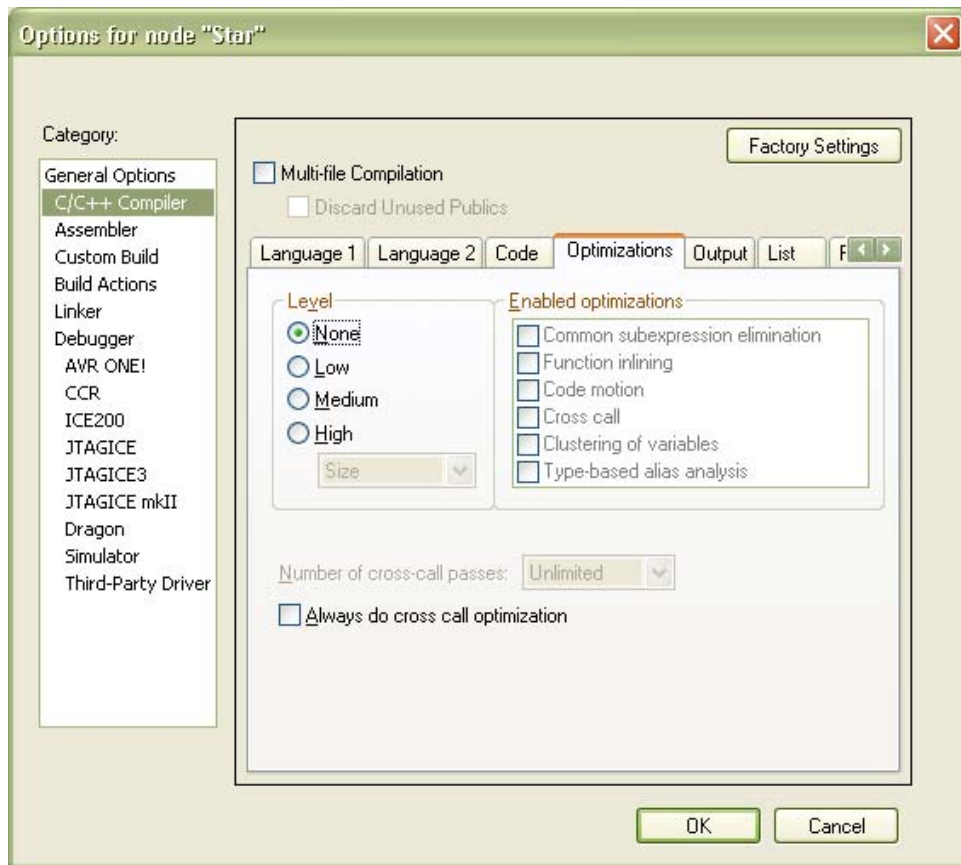 Options for node "Star"
Category:
General Options
C/C++ Compiler
Assembler
Custom Build
Build Actions
Linker
Debugger
AVR ONE!
CCR
ICE200
JTAGICE
JTAGICE3
JTAGICE mkII
Dragon
Simulator
Third-Party Driver
Factory Settings
Multi-file Compilation
Discard Unused Publics
Language 1 Language 2 Code Optimizations Output List
Level
None
Low
Medium
High
Size
Enabled optimizations
Common subexpression elimination
Function inlining
Code motion
Cross call
Clustering of variables
Type-based alias analysis
Number of cross-call passes: Unlimited
Always do cross call optimization
OK Cancel